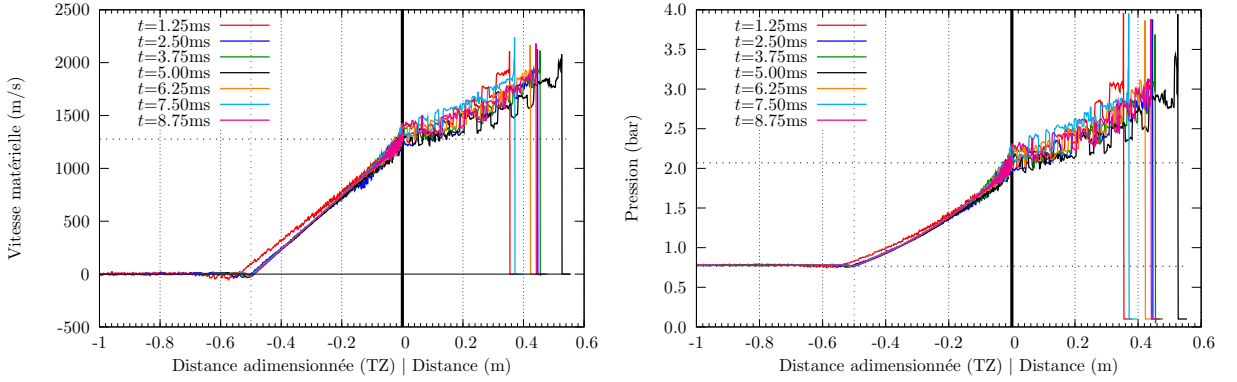 2500
2000
1500
1000
500
0
-500
Vitesse matérielle (m/s)
t=1.25ms
t=2.50ms
t=3.75ms
t=5.00ms
t=6.25ms
t=7.50ms
t=8.75ms
-1 -0.8 -0.6 -0.4 -0.2 0 0.2 0.4 0.6
Distance adimensionnée (TZ) | Distance (m)
4.0
3.5
3.0
2.5
2.0
1.5
1.0
0.5
0.0
Pression (bar)
t=1.25ms
t=2.50ms
t=3.75ms
t=5.00ms
t=6.25ms
t=7.50ms
t=8.75ms
-1 -0.8 -0.6 -0.4 -0.2 0 0.2 0.4 0.6
Distance adimensionnée (TZ) | Distance (m)